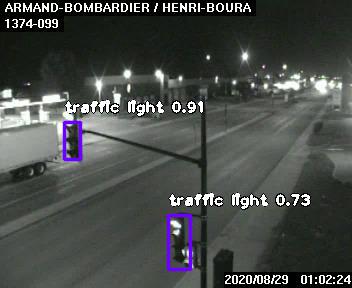 ARMAND-BOMBARDIER / HENRI-BOURA
1374-099
traffic light 0.91
traffic light 0.73
2020/08/29 01:02:24